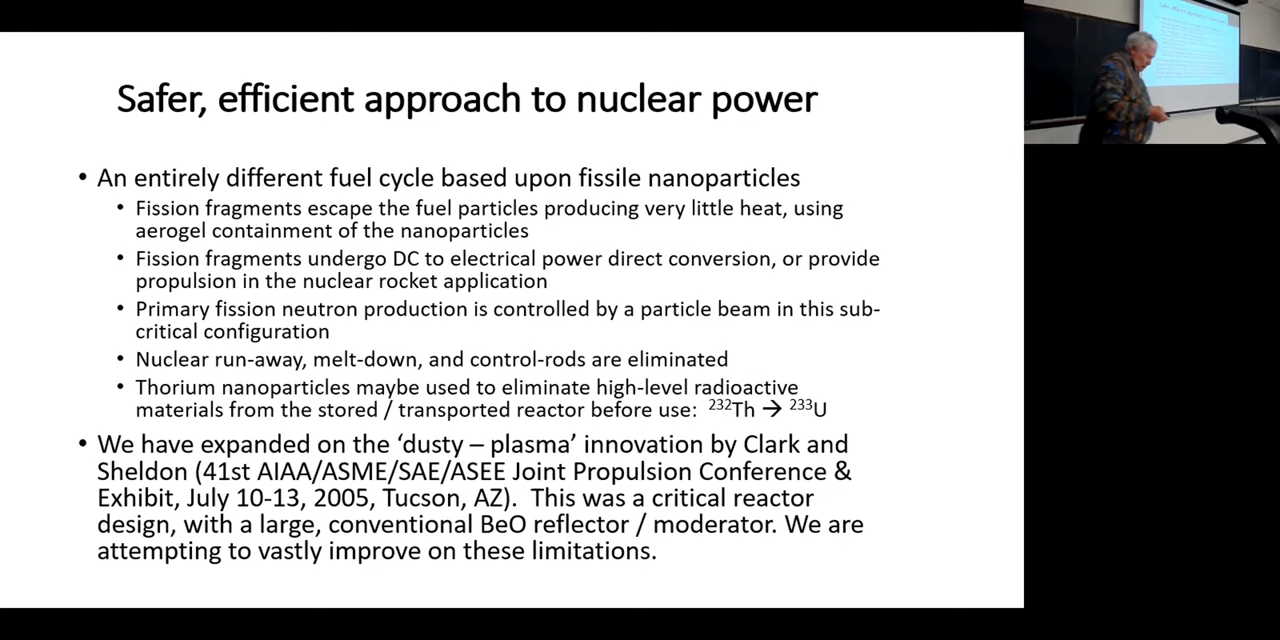 Safer, efficient approach to nuclear power
• An entirely different fuel cycle based upon fissile nanoparticles
• Fission fragments escape the fuel particles producing very little heat, using
aerogel containment of the nanoparticles
• Fission fragments undergo DC to electrical power direct conversion, or provide
propulsion in the nuclear rocket application
• Primary fission neutron production is controlled by a particle beam in this sub-
critical configuration
• Nuclear run-away, melt-down, and control-rods are eliminated
• Thorium nanoparticles maybe used to eliminate high-level radioactive
materials from the stored / transported reactor before use: ²³²Th → ²³³U
• We have expanded on the ‘dusty – plasma’ innovation by Clark and
Sheldon (41st AIAA/ASME/SAE/ASEE Joint Propulsion Conference &
Exhibit, July 10-13, 2005, Tucson, AZ). This was a critical reactor
design, with a large, conventional BeO reflector / moderator. We are
attempting to vastly improve on these limitations.